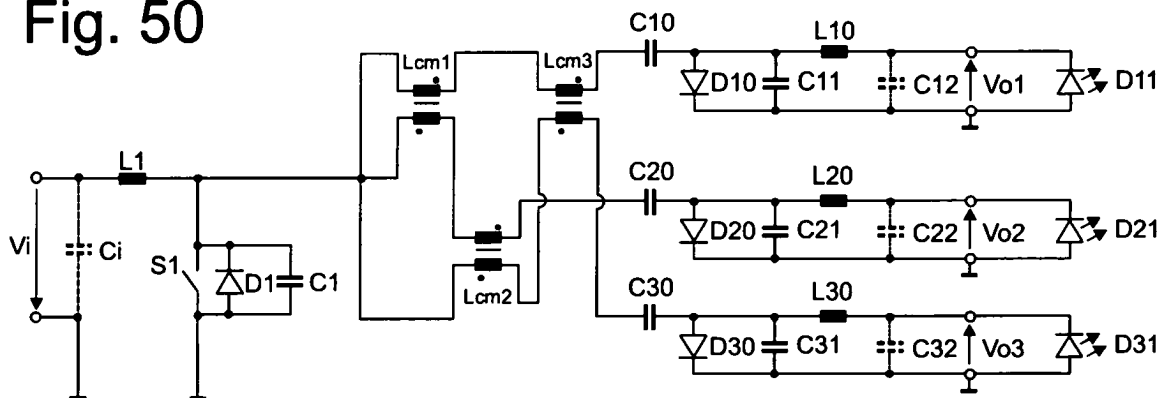 Fig. 50
C10
L10
Lcm1
Lcm3
D10
C11
C12
Vo1
D11
L1
C20
L20
Vi
Ci
S1
D1
C1
Lcm2
D20
C21
C22
Vo2
D21
C30
L30
D30
C31
C32
Vo3
D31